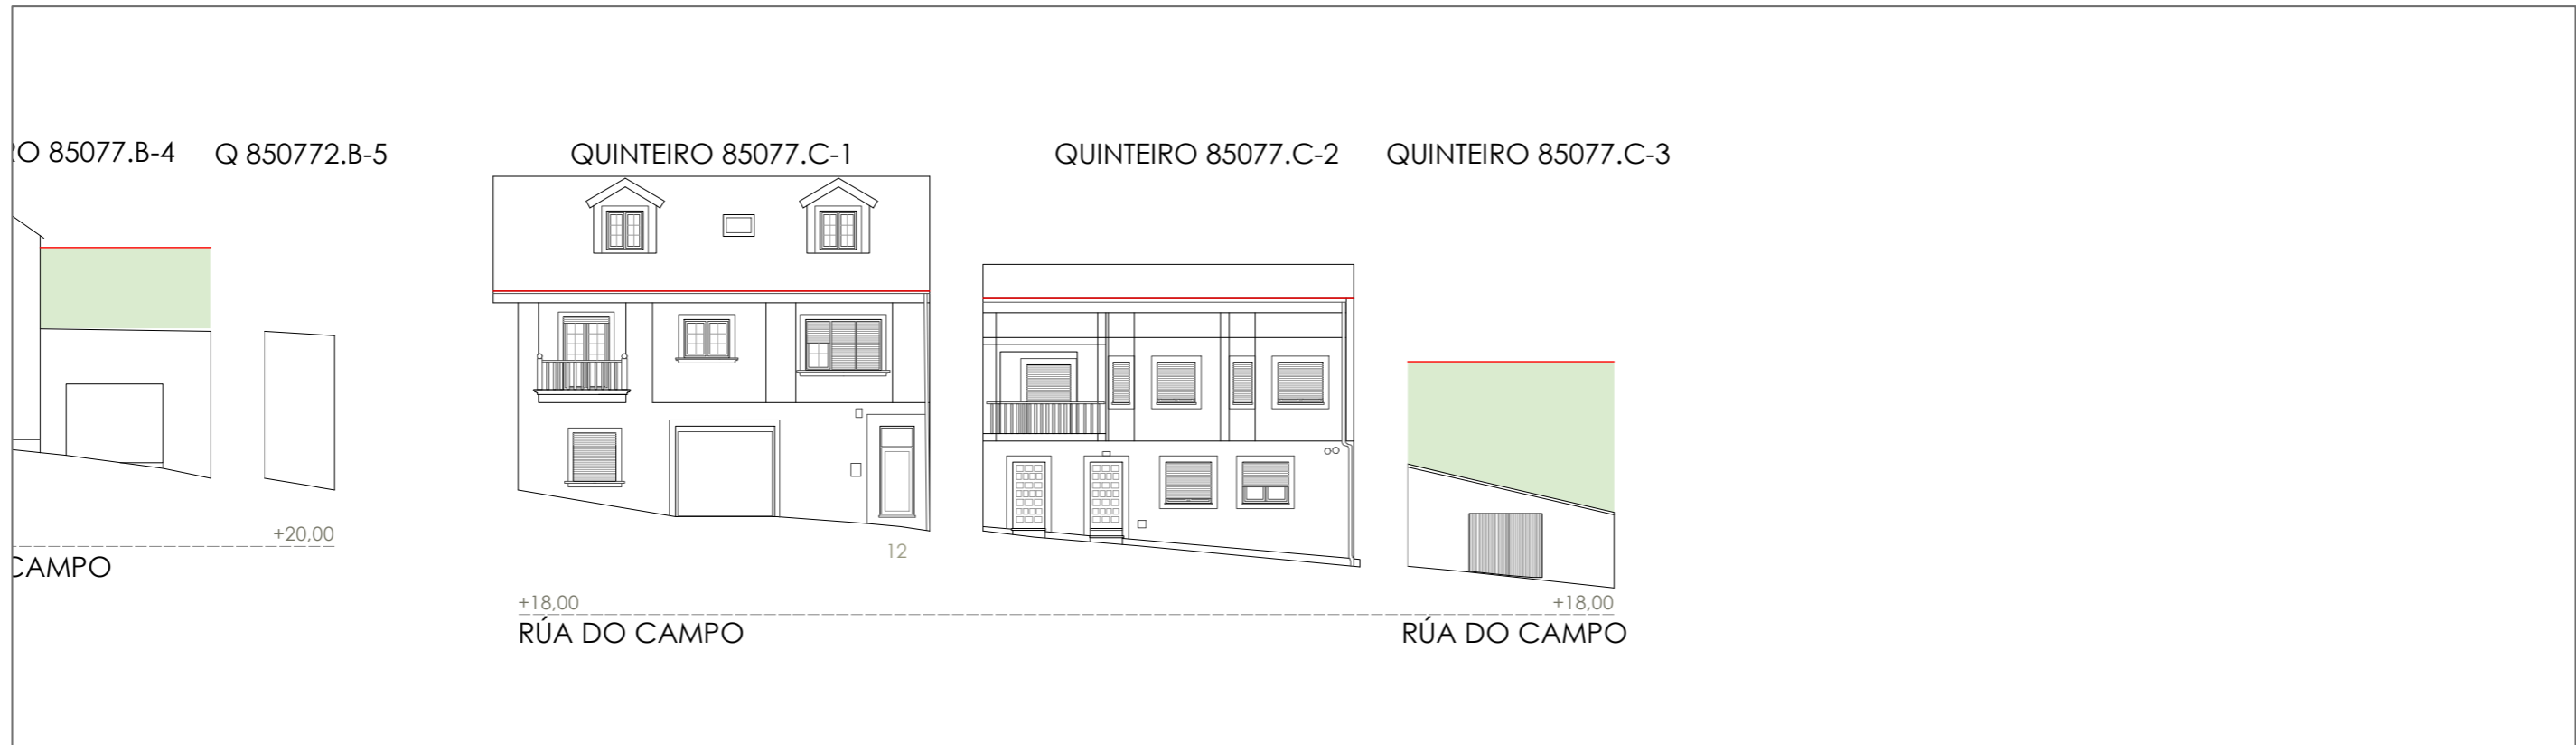 RO 85077.B-4
Q 850772.B-5
QUINTEIRO 85077.C-1
QUINTEIRO 85077.C-2
QUINTEIRO 85077.C-3
+20,00
CAMPO
12
+18,00
+18,00
RÚA DO CAMPO
RÚA DO CAMPO